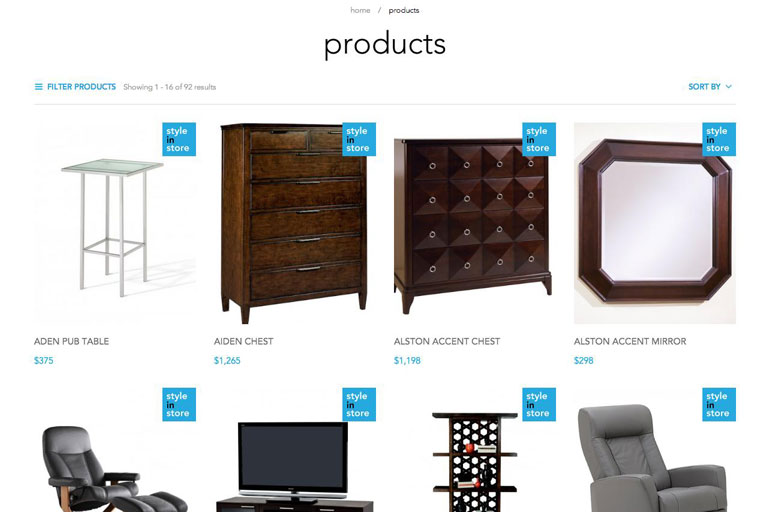 home / products
products
FILTER PRODUCTS Showing 1 - 16 of 92 results SORT BY
style
in
store
style
in
store
style
in
store
style
in
store
ADEN PUB TABLE
$375
AIDEN CHEST
$1,265
ALSTON ACCENT CHEST
$1,198
ALSTON ACCENT MIRROR
$298
style
in
store
style
in
store
style
in
store
style
in
store